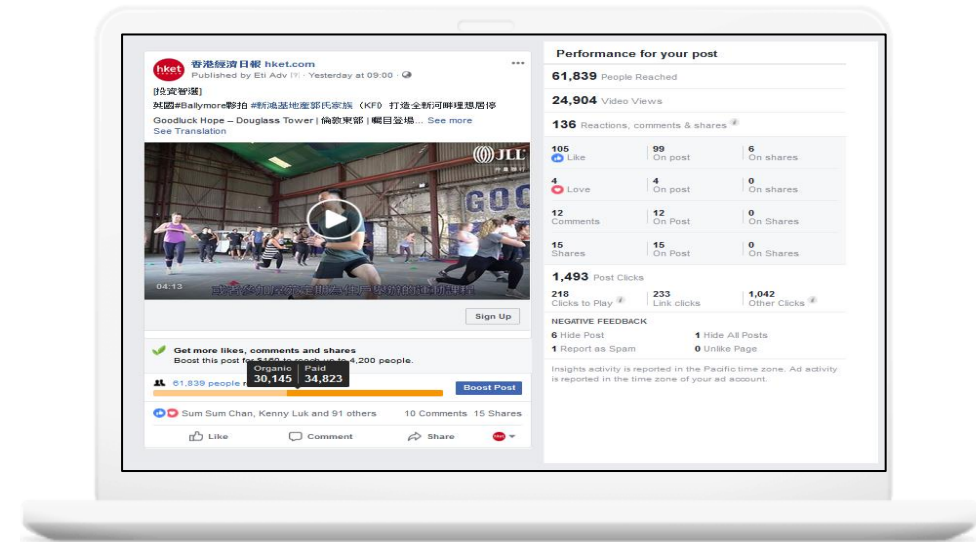 hket
香港經濟日報 hket.com
Published by Eti Adv [?] · Yesterday at 09:00 ·
[投資智選]
英國#Ballymore夥拍 #新鴻基地產郭氏家族（KFI）打造全新河畔理想居停
Goodluck Hope – Douglass Tower | 倫敦東部 | 矚目登場... See more
See Translation
JLL
GOO
04:13
Sign Up
Get more likes, comments and shares
Boost this post for $160 to reach up to 4,200 people.
Organic Paid
30,145 34,823
61,839 people
Boost Post
Sum Sum Chan, Kenny Luk and 91 others 10 Comments 15 Shares
Like Comment Share hket
Performance for your post
61,839 People Reached
24,904 Video Views
136 Reactions, comments & shares
105 99 6
Like On post On shares
4 4 0
Love On post On shares
12 12 0
Comments On Post On Shares
15 15 0
Shares On Post On Shares
1,493 Post Clicks
218 233 1,042
Clicks to Play Link clicks Other Clicks
NEGATIVE FEEDBACK
6 Hide Post 1 Hide All Posts
1 Report as Spam 0 Unlike Page
Insights activity is reported in the Pacific time zone. Ad activity
is reported in the time zone of your ad account.